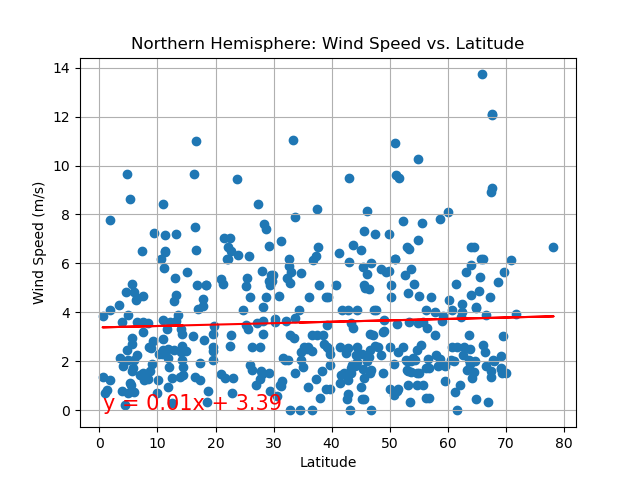 Northern Hemisphere: Wind Speed vs. Latitude
14
12
10
8
6
4
2
0
Wind Speed (m/s)
y = 0.01x + 3.39
0 10 20 30 40 50 60 70 80
Latitude